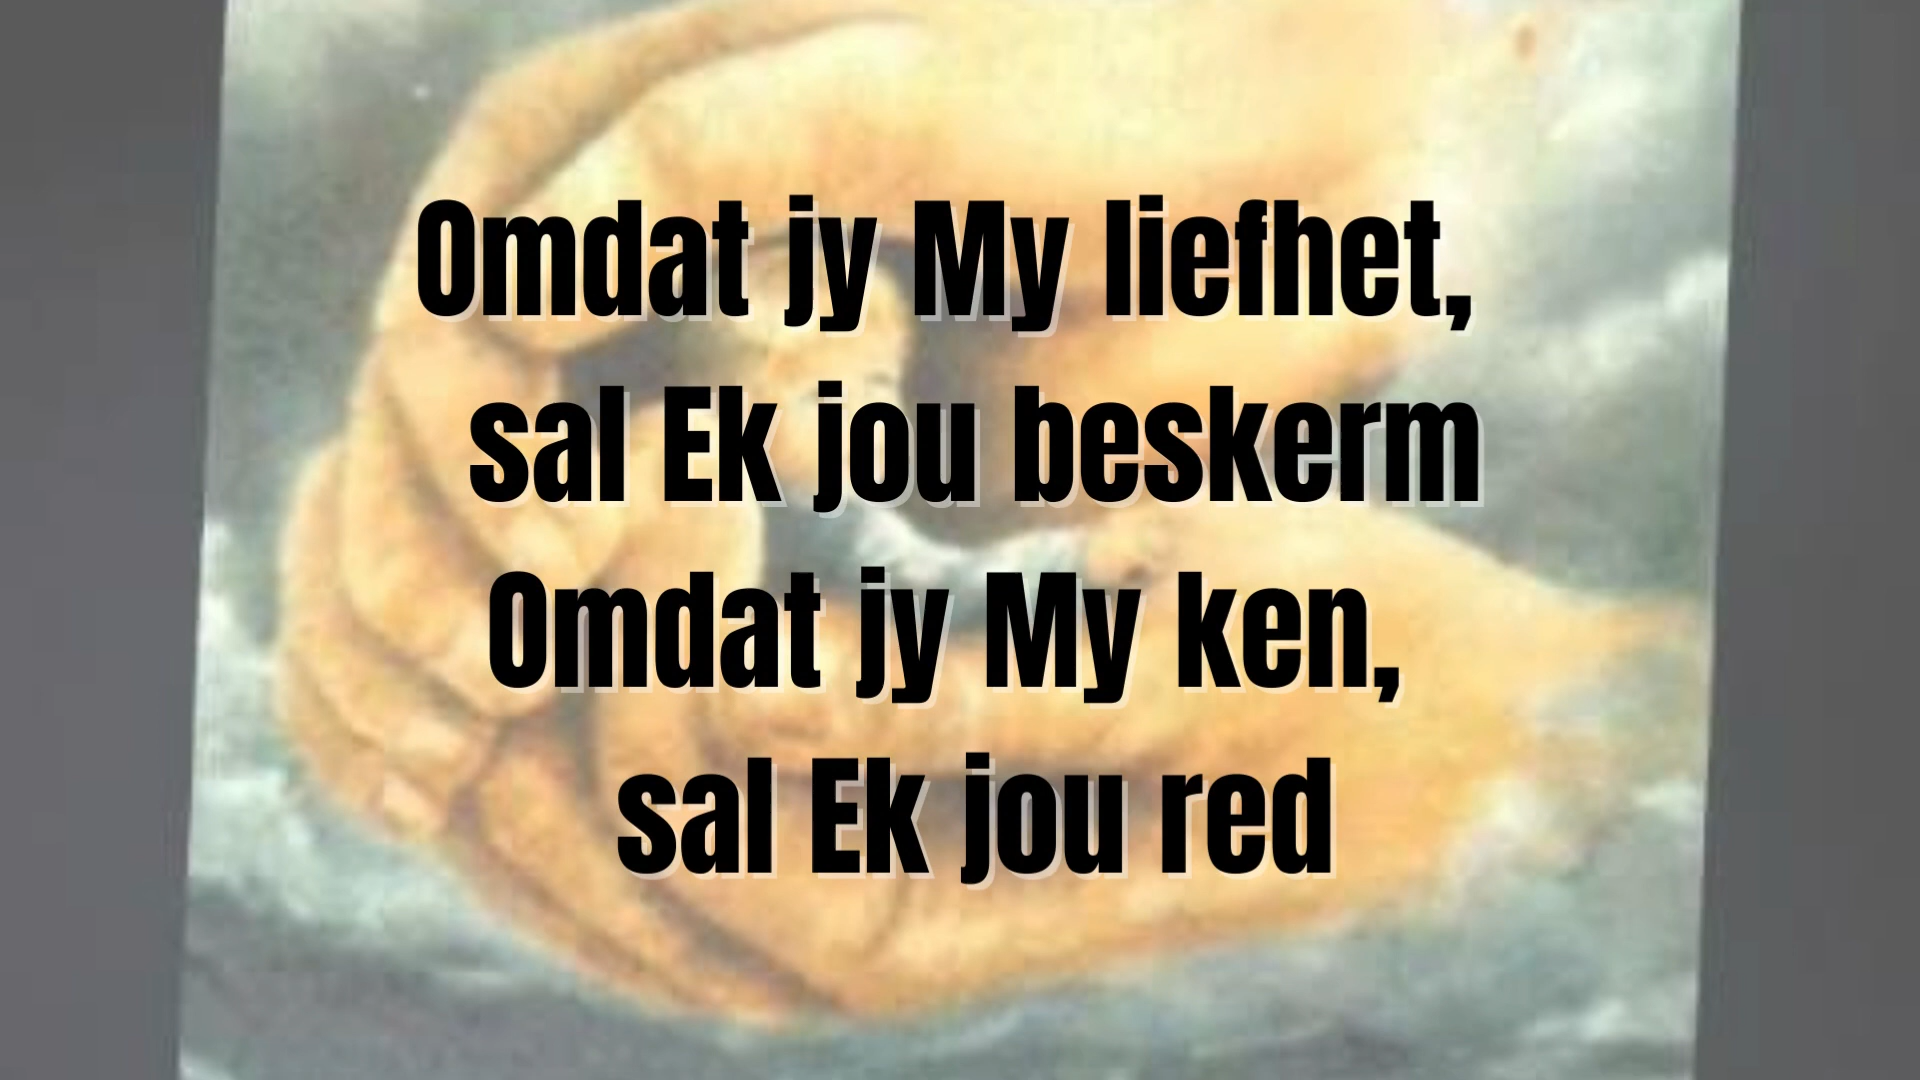 Omdat jy My liefhet,
sal Ek jou beskerm
Omdat jy My ken,
sal Ek jou red